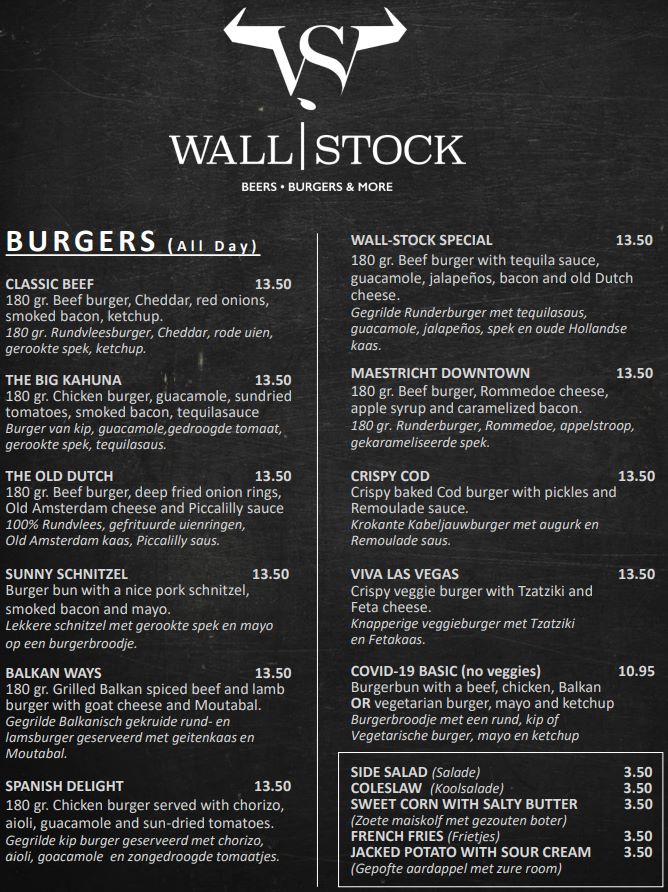 WALL|STOCK
BEERS • BURGERS & MORE
BURGERS (All Day)
CLASSIC BEEF 13.50
180 gr. Beef burger, Cheddar, red onions,
smoked bacon, ketchup.
180 gr. Rundvleesburger, Cheddar, rode uien,
gerookte spek, ketchup.
THE BIG KAHUNA 13.50
180 gr. Chicken burger, guacamole, sundried
tomatoes, smoked bacon, tequilasauce
Burger van kip, guacamole,gedroogde tomaat,
gerookte spek, tequilasaus.
THE OLD DUTCH 13.50
180 gr. Beef burger, deep fried onion rings,
Old Amsterdam cheese and Piccalilly sauce
100% Rundvlees, gefrituurde uienringen,
Old Amsterdam kaas, Piccalilly saus.
SUNNY SCHNITZEL 13.50
Burger bun with a nice pork schnitzel,
smoked bacon and mayo.
Lekkere schnitzel met gerookte spek en mayo
op een burgerbroodje.
BALKAN WAYS 13.50
180 gr. Grilled Balkan spiced beef and lamb
burger with goat cheese and Moutabal.
Gegrilde Balkanisch gekruide rund- en
lamsburger geserveerd met geitenkaas en
Moutabal.
SPANISH DELIGHT 13.50
180 gr. Chicken burger served with chorizo,
aioli, guacamole and sun-dried tomatoes.
Gegrilde kip burger geserveerd met chorizo,
aioli, goacamole en zongedroogde tomaatjes.
WALL-STOCK SPECIAL 13.50
180 gr. Beef burger with tequila sauce,
guacamole, jalapeños, bacon and old Dutch
cheese.
Gegrilde Runderburger met tequilasaus,
guacamole, jalapeños, spek en oude Hollandse
kaas.
MAESTRICHT DOWNTOWN 13.50
180 gr. Beef burger, Rommedoe cheese,
apple syrup and caramelized bacon.
180 gr. Runderburger, Rommedoe, appelstroop,
gekarameliseerde spek.
CRISPY COD 13.50
Crispy baked Cod burger with pickles and
Remoulade sauce.
Krokante Kabeljauwburger met augurk en
Remoulade saus.
VIVA LAS VEGAS 13.50
Crispy veggie burger with Tzatziki and
Feta cheese.
Knapperige veggieburger met Tzatziki
en Fetakaas.
COVID-19 BASIC (no veggies) 10.95
Burgerbun with a beef, chicken, Balkan
OR vegetarian burger, mayo and ketchup
Burgerbroodje met een rund, kip of
Vegetarische burger, mayo en ketchup
SIDE SALAD (Salade) 3.50
COLESLAW (Koolsalade) 3.50
SWEET CORN WITH SALTY BUTTER 3.50
(Zoete maiskolf met gezouten boter)
FRENCH FRIES (Frietjes) 3.50
JACKED POTATO WITH SOUR CREAM 3.50
(Gepofte aardappel met zure room)